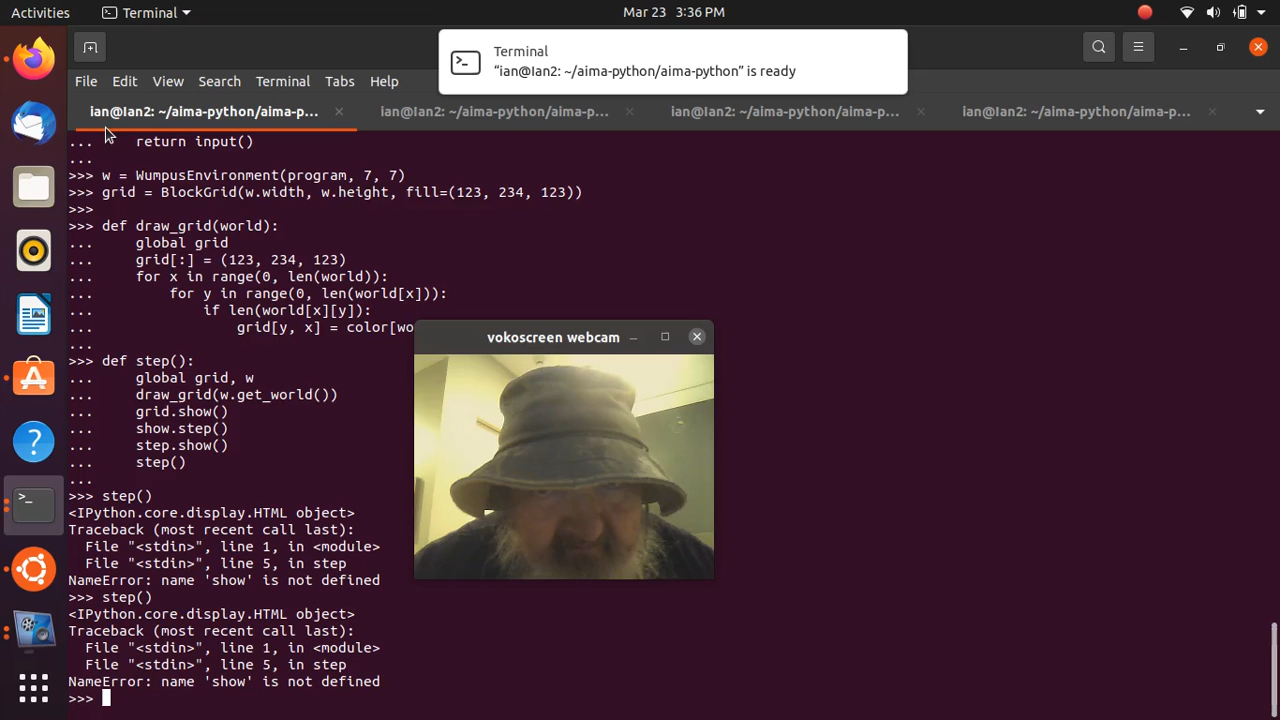 Activities
Terminal
Mar 23 3:36 PM
Terminal
“ian@Ian2: ~/aima-python/aima-python” is ready
File Edit View Search Terminal Tabs Help
ian@Ian2: ~/aima-python/aima-p...
ian@Ian2: ~/aima-python/aima-p...
ian@Ian2: ~/aima-python/aima-p...
ian@Ian2: ~/aima-python/aima-p...
...     return input()
...
>>> w = WumpusEnvironment(program, 7, 7)
>>> grid = BlockGrid(w.width, w.height, fill=(123, 234, 123))
>>>
>>> def draw_grid(world):
...     global grid
...     grid[:] = (123, 234, 123)
...     for x in range(0, len(world)):
...         for y in range(0, len(world[x])):
...             if len(world[x][y]):
...                 grid[y, x] = color[wo
...
>>> def step():
...     global grid, w
...     draw_grid(w.get_world())
...     grid.show()
...     show.step()
...     step.show()
...     step()
...
>>> step()
<IPython.core.display.HTML object>
Traceback (most recent call last):
  File "<stdin>", line 1, in <module>
  File "<stdin>", line 5, in step
NameError: name 'show' is not defined
>>> step()
<IPython.core.display.HTML object>
Traceback (most recent call last):
  File "<stdin>", line 1, in <module>
  File "<stdin>", line 5, in step
NameError: name 'show' is not defined
>>>
vokoscreen webcam